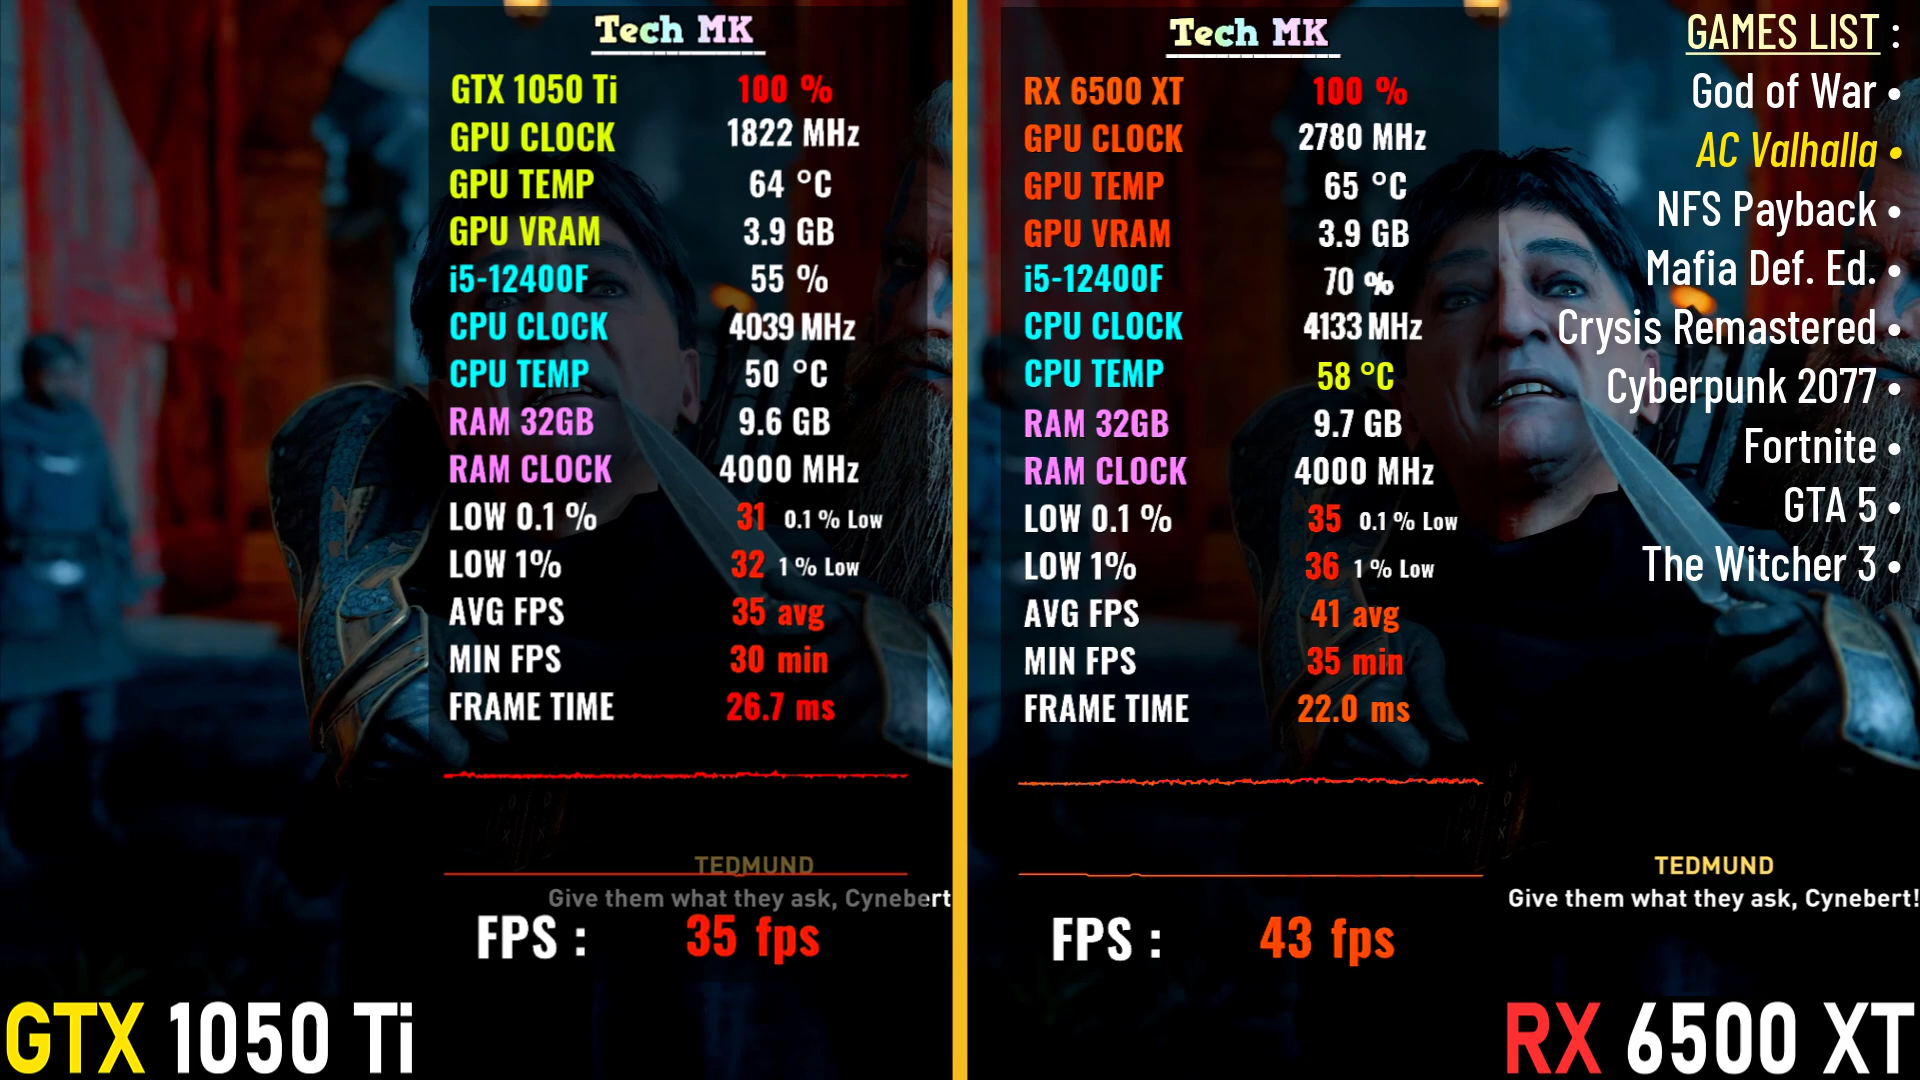 Tech MK
GTX 1050 Ti 100 %
GPU CLOCK 1822 MHz
GPU TEMP 64 °C
GPU VRAM 3.9 GB
i5-12400F 55 %
CPU CLOCK 4039 MHz
CPU TEMP 50 °C
RAM 32GB 9.6 GB
RAM CLOCK 4000 MHz
LOW 0.1 % 31 0.1 % Low
LOW 1% 32 1 % Low
AVG FPS 35 avg
MIN FPS 30 min
FRAME TIME 26.7 ms
TEDMUND
Give them what they ask, Cynebert
FPS : 35 fps
GTX 1050 Ti
Tech MK
RX 6500 XT 100 %
GPU CLOCK 2780 MHz
GPU TEMP 65 °C
GPU VRAM 3.9 GB
i5-12400F 70 %
CPU CLOCK 4133 MHz
CPU TEMP 58 °C
RAM 32GB 9.7 GB
RAM CLOCK 4000 MHz
LOW 0.1 % 35 0.1 % Low
LOW 1% 36 1 % Low
AVG FPS 41 avg
MIN FPS 35 min
FRAME TIME 22.0 ms
FPS : 43 fps
GAMES LIST :
God of War •
AC Valhalla •
NFS Payback •
Mafia Def. Ed. •
Crysis Remastered •
Cyberpunk 2077 •
Fortnite •
GTA 5 •
The Witcher 3 •
TEDMUND
Give them what they ask, Cynebert!
RX 6500 XT